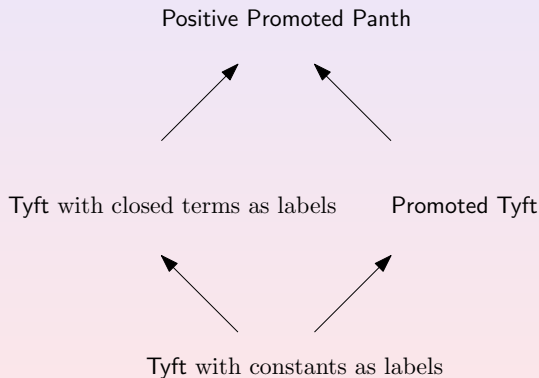 Positive Promoted Panth
Tyft with closed terms as labels
Promoted Tyft
Tyft with constants as labels